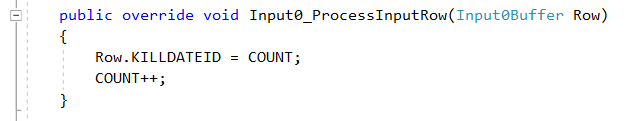 public override void Input0_ProcessInputRow(Input0Buffer Row)
{
Row.KILLDATEID = COUNT;
COUNT++;
}